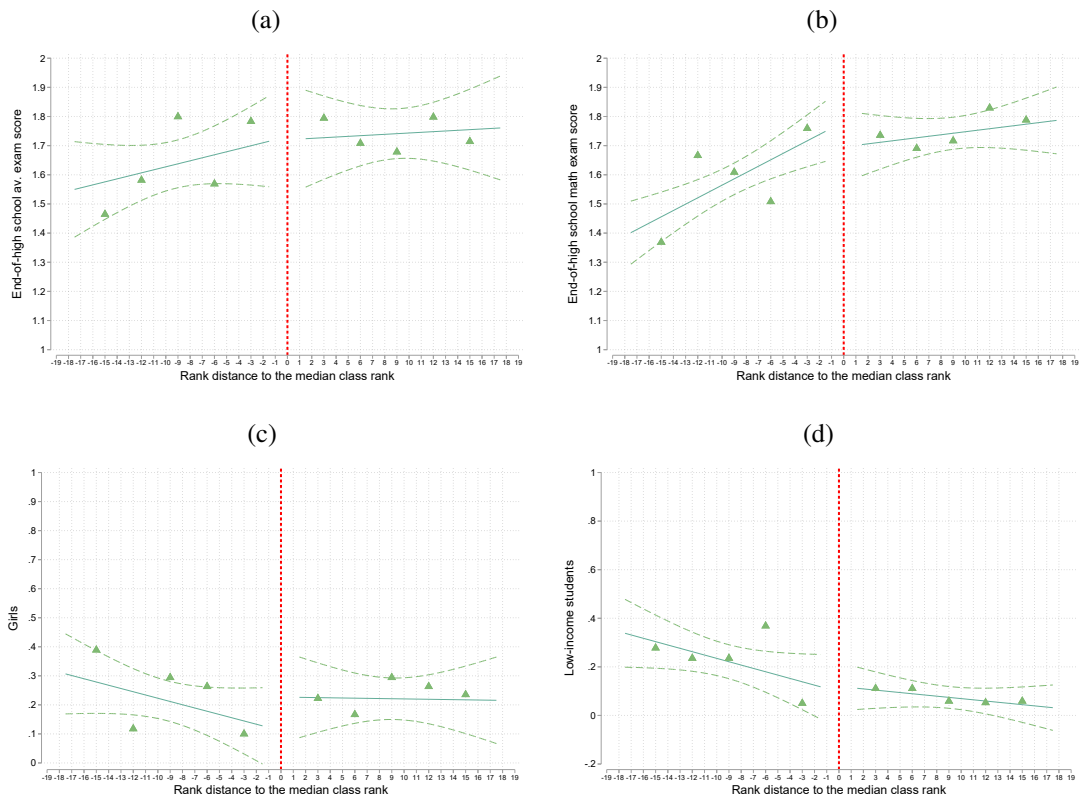 (a)
End-of-high school av. exam score
2
1.9
1.8
1.7
1.6
1.5
1.4
1.3
1.2
1.1
1
-19 -18 -17 -16 -15 -14 -13 -12 -11 -10 -9 -8 -7 -6 -5 -4 -3 -2 -1 0 1 2 3 4 5 6 7 8 9 10 11 12 13 14 15 16 17 18 19
Rank distance to the median class rank
(b)
End-of-high school math exam score
2
1.9
1.8
1.7
1.6
1.5
1.4
1.3
1.2
1.1
1
-19 -18 -17 -16 -15 -14 -13 -12 -11 -10 -9 -8 -7 -6 -5 -4 -3 -2 -1 0 1 2 3 4 5 6 7 8 9 10 11 12 13 14 15 16 17 18 19
Rank distance to the median class rank
(c)
Girls
1
.9
.8
.7
.6
.5
.4
.3
.2
.1
0
-19 -18 -17 -16 -15 -14 -13 -12 -11 -10 -9 -8 -7 -6 -5 -4 -3 -2 -1 0 1 2 3 4 5 6 7 8 9 10 11 12 13 14 15 16 17 18 19
Rank distance to the median class rank
(d)
Low-income students
1
.8
.6
.4
.2
0
-.2
-19 -18 -17 -16 -15 -14 -13 -12 -11 -10 -9 -8 -7 -6 -5 -4 -3 -2 -1 0 1 2 3 4 5 6 7 8 9 10 11 12 13 14 15 16 17 18 19
Rank distance to the median class rank